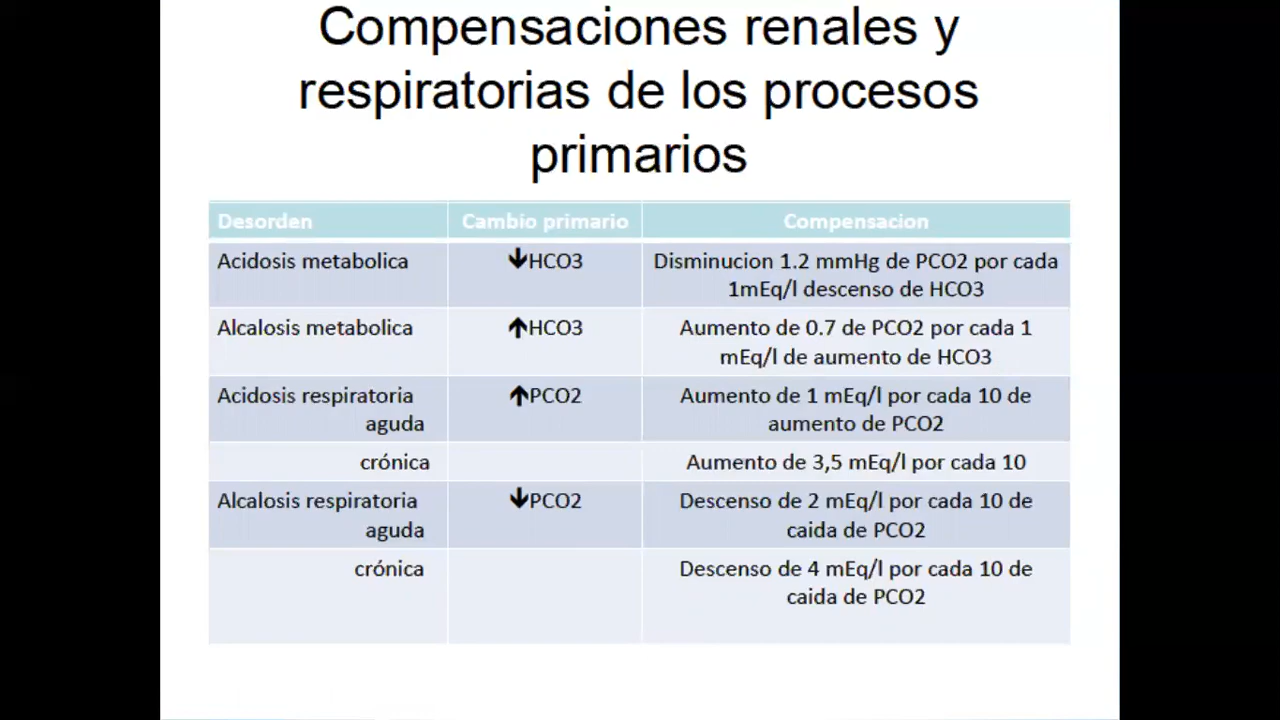 Compensaciones renales y
respiratorias de los procesos
primarios
Desorden Cambio primario Compensacion
Acidosis metabolica ↓HCO3 Disminucion 1.2 mmHg de PCO2 por cada
1mEq/l descenso de HCO3
Alcalosis metabolica ↑HCO3 Aumento de 0.7 de PCO2 por cada 1
mEq/l de aumento de HCO3
Acidosis respiratoria ↑PCO2 Aumento de 1 mEq/l por cada 10 de
aguda aumento de PCO2
crónica Aumento de 3,5 mEq/l por cada 10
Alcalosis respiratoria ↓PCO2 Descenso de 2 mEq/l por cada 10 de
aguda caida de PCO2
crónica Descenso de 4 mEq/l por cada 10 de
caida de PCO2